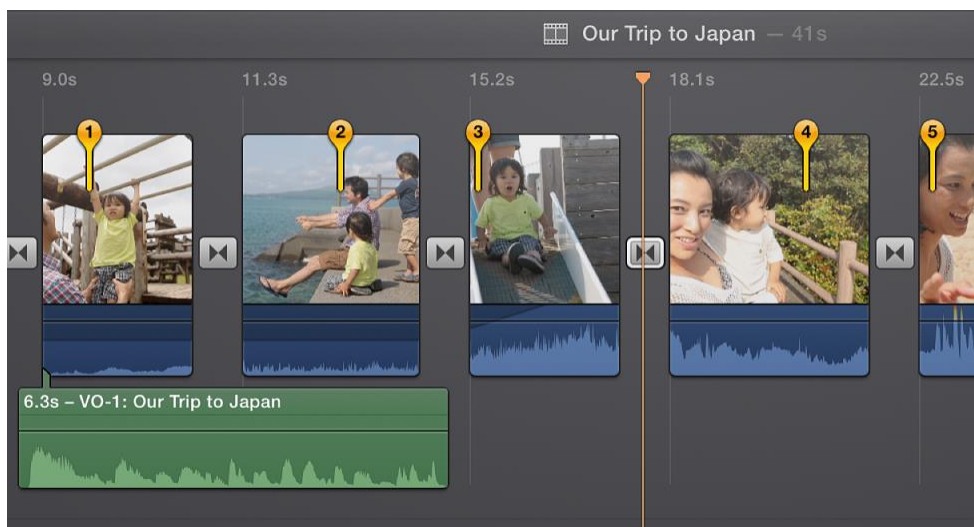 Our Trip to Japan — 41s
9.0s
11.3s
15.2s
18.1s
22.5s
1
2
3
4
5
6.3s – VO-1: Our Trip to Japan